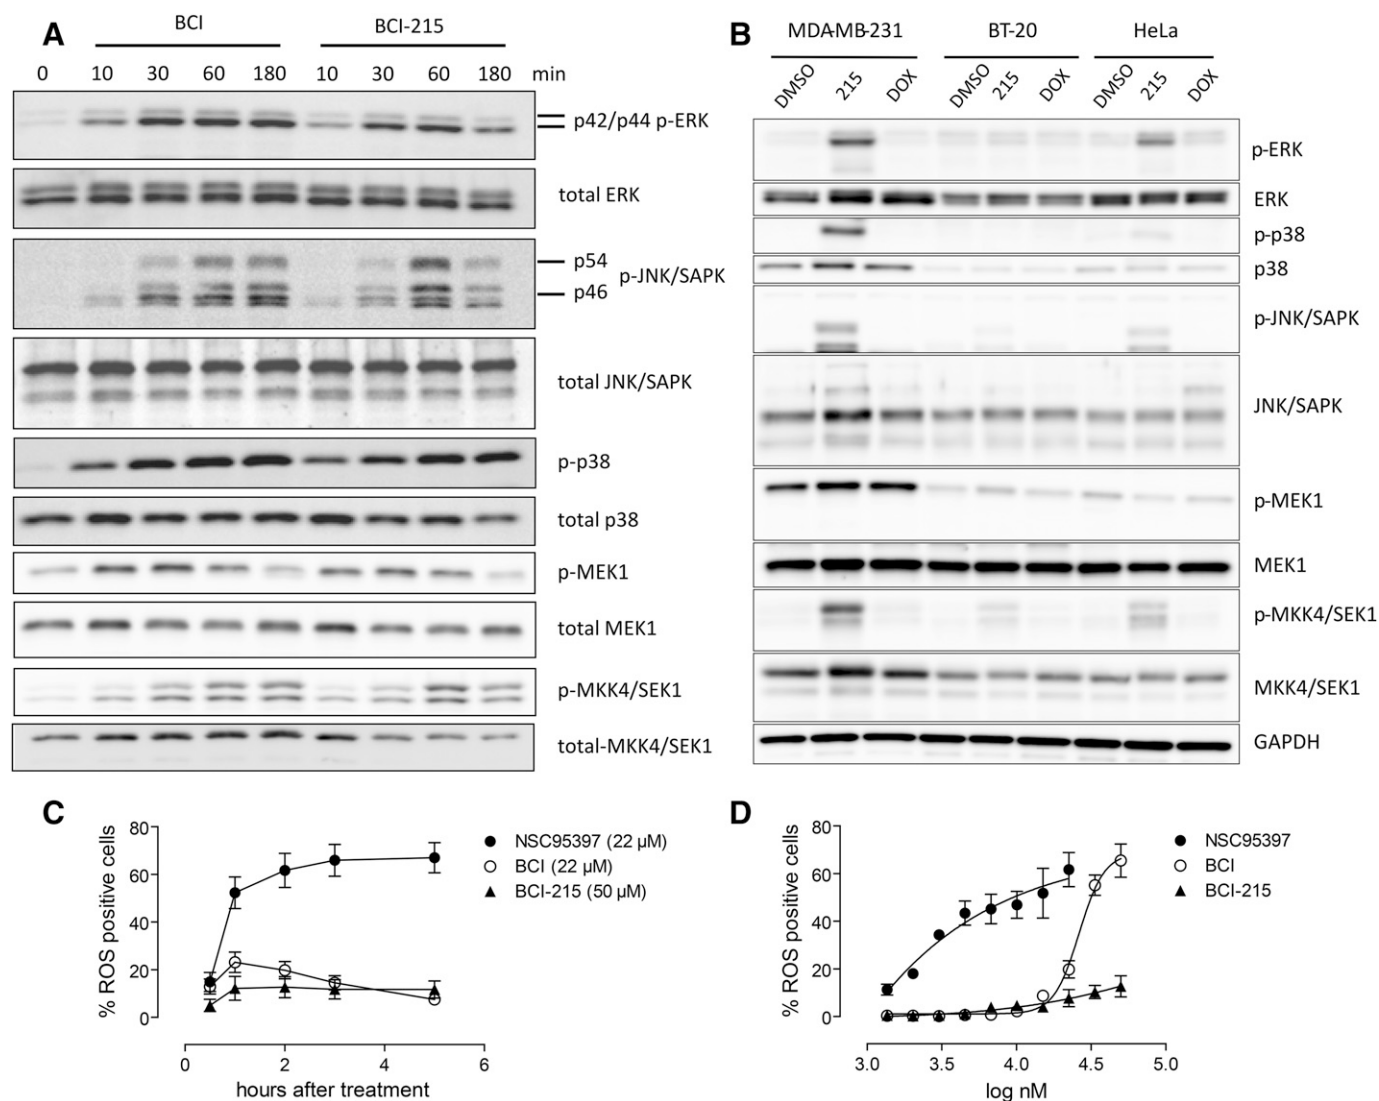 A
BCI
BCI-215
0 10 30 60 180 10 30 60 180 min
p42/p44 p-ERK
total ERK
p54
p-JNK/SAPK
p46
total JNK/SAPK
p-p38
total p38
p-MEK1
total MEK1
p-MKK4/SEK1
total-MKK4/SEK1
B
MDA-MB-231 BT-20 HeLa
DMSO 215 DOX DMSO 215 DOX DMSO 215 DOX
p-ERK
ERK
p-p38
p38
p-JNK/SAPK
JNK/SAPK
p-MEK1
MEK1
p-MKK4/SEK1
MKK4/SEK1
GAPDH
C
% ROS positive cells
80
60
40
20
0
0 2 4 6
hours after treatment
NSC95397 (22 µM)
BCI (22 µM)
BCI-215 (50 µM)
D
% ROS positive cells
80
60
40
20
0
3.0 3.5 4.0 4.5 5.0
log nM
NSC95397
BCI
BCI-215